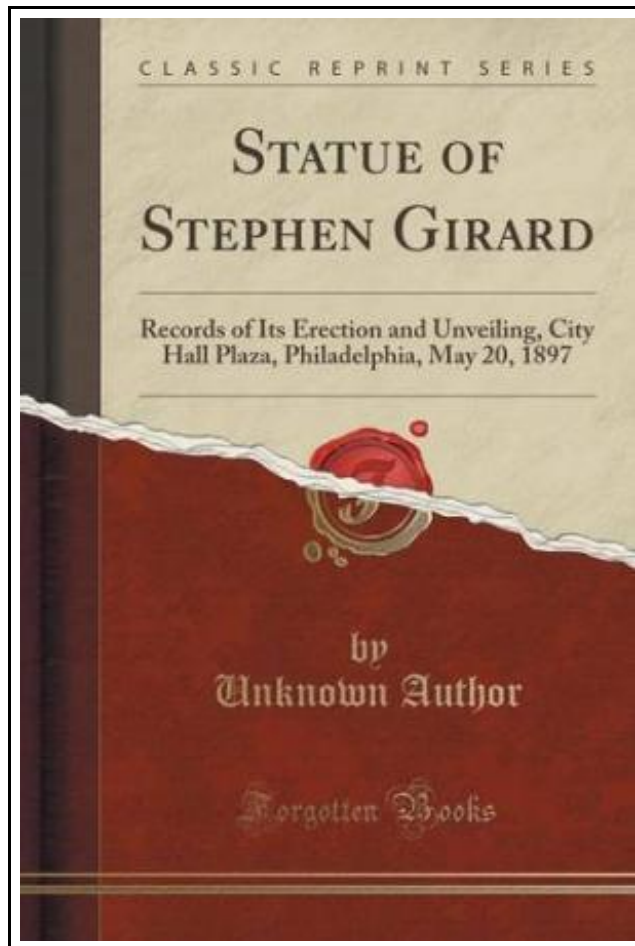 CLASSIC REPRINT SERIES
STATUE OF
STEPHEN GIRARD
Records of Its Erection and Unveiling, City
Hall Plaza, Philadelphia, May 20, 1897
F
by
Unknown Author
Forgotten Books